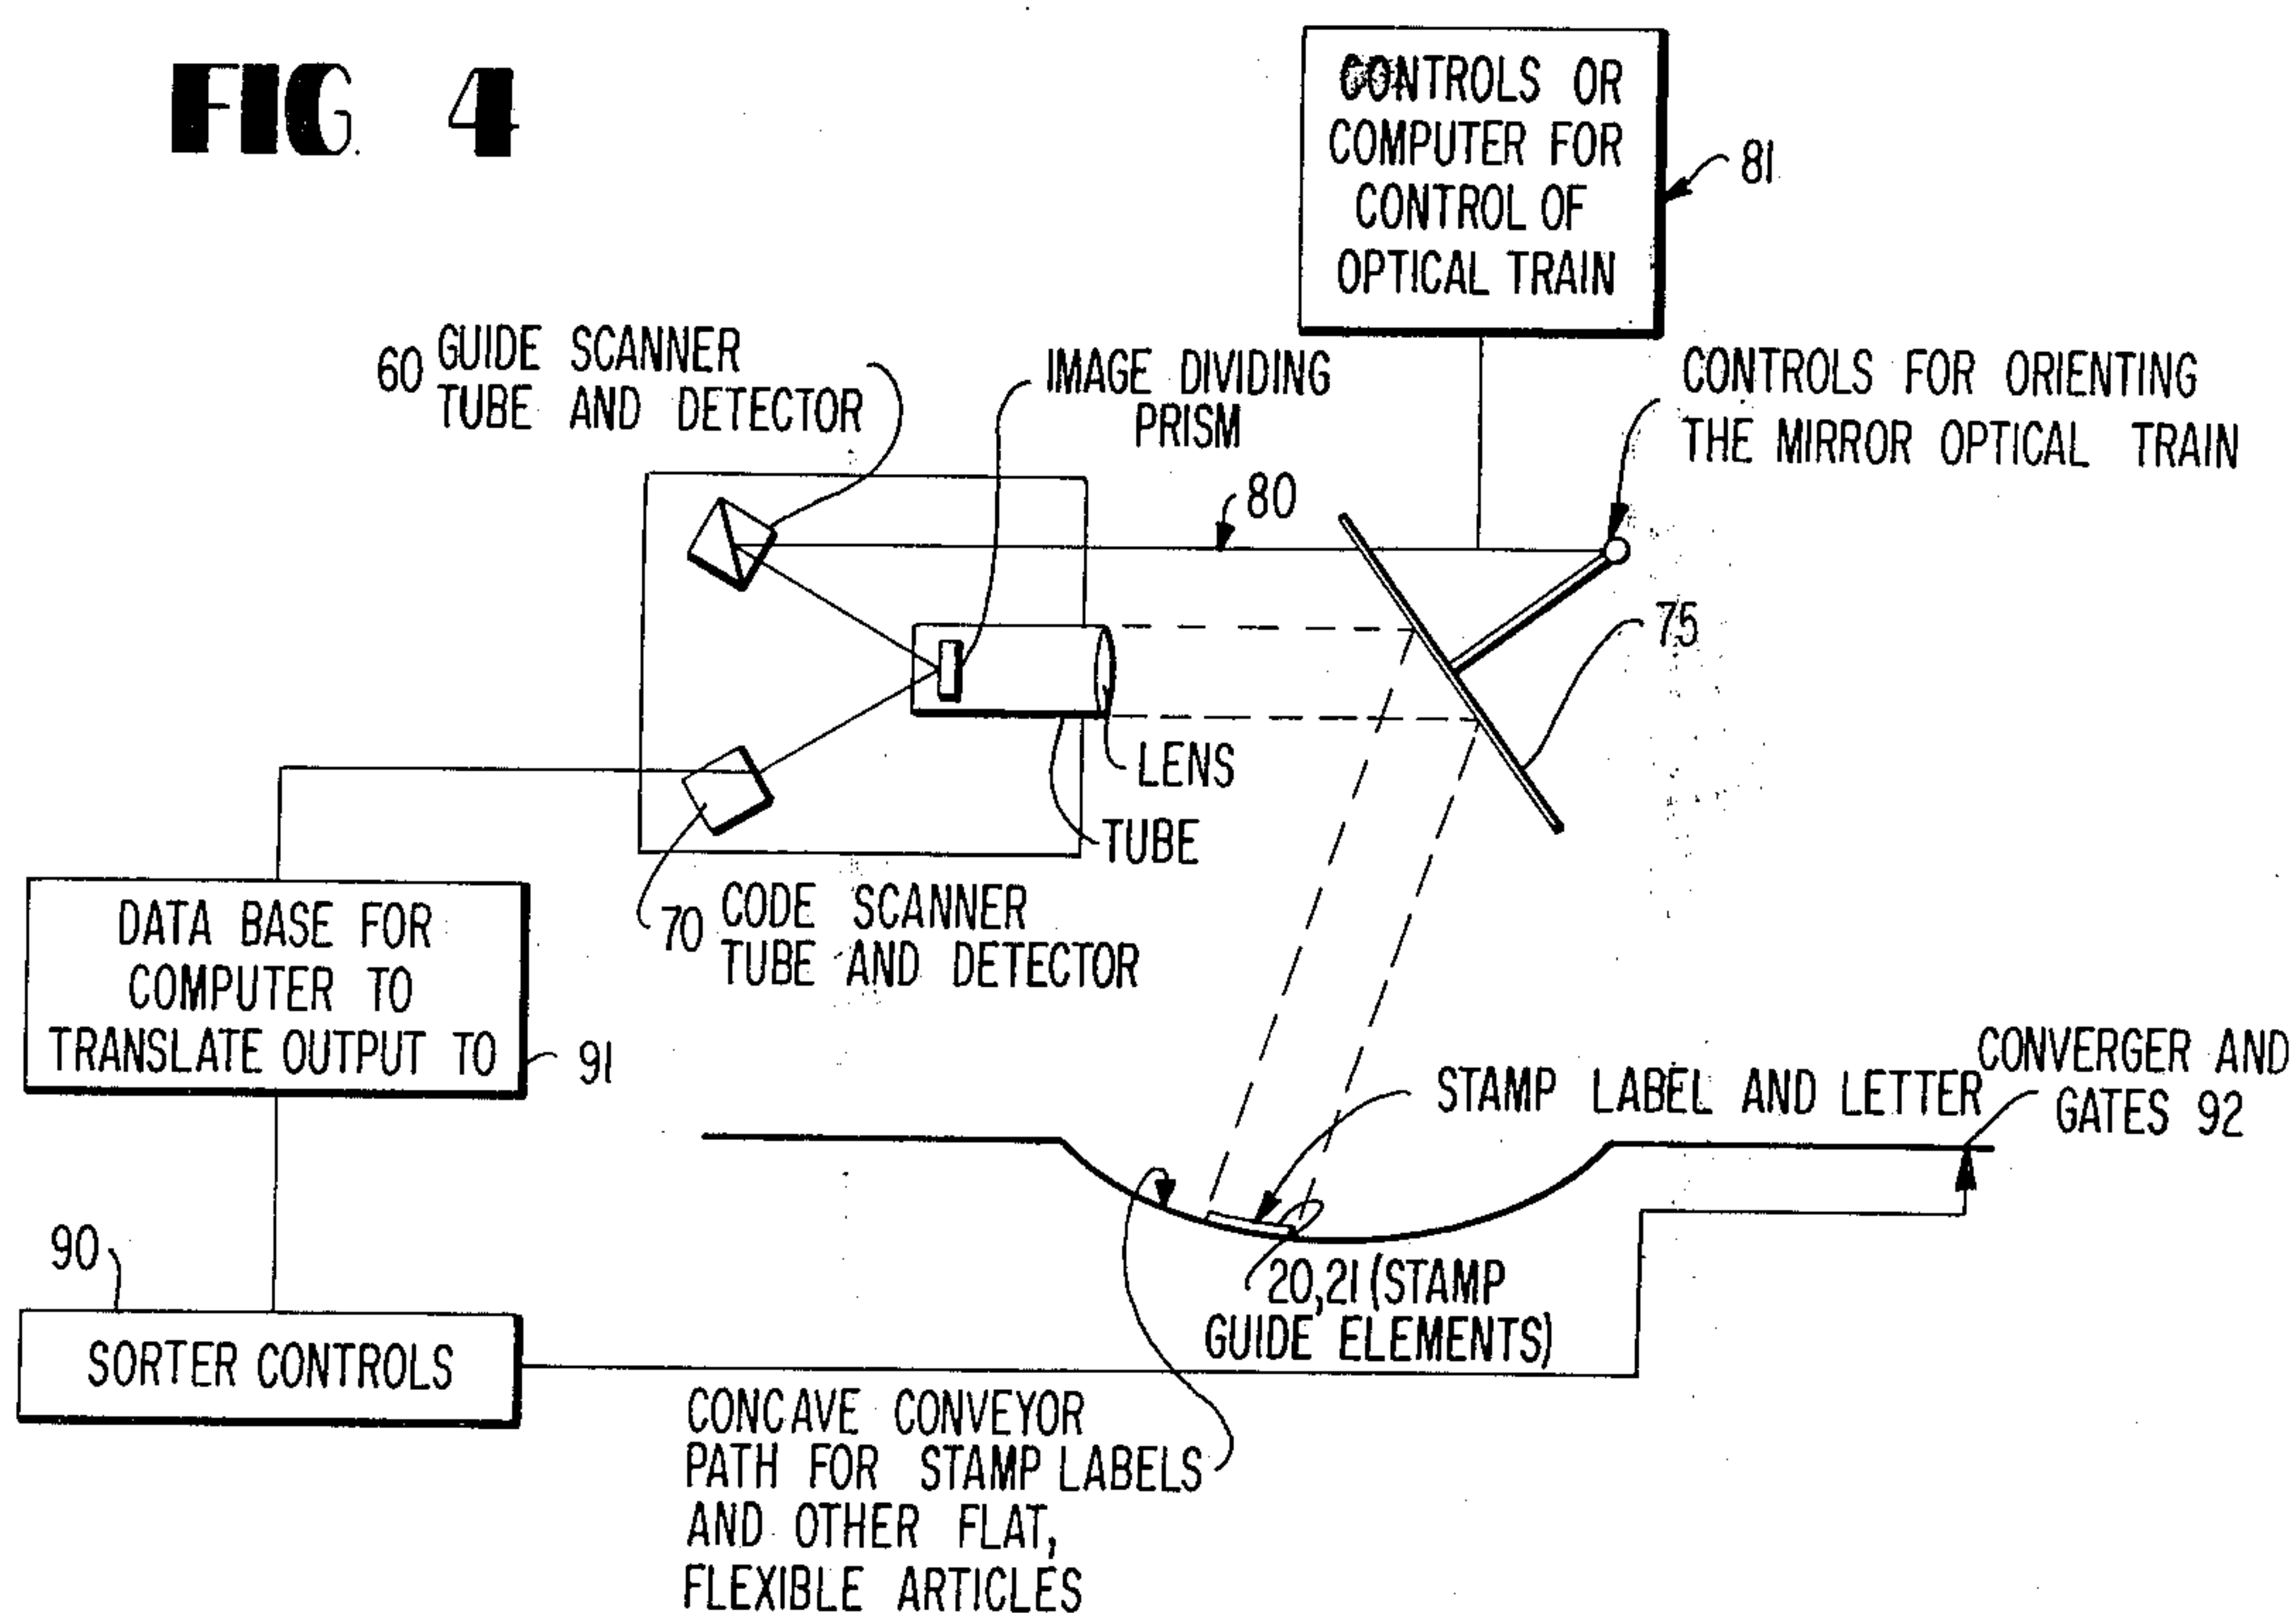 FIG. 4
CONTROLS OR
COMPUTER FOR
CONTROL OF
OPTICAL TRAIN
81
60 GUIDE SCANNER
TUBE AND DETECTOR
IMAGE DIVIDING
PRISM
CONTROLS FOR ORIENTING
THE MIRROR OPTICAL TRAIN
80
75
LENS
TUBE
70 CODE SCANNER
TUBE AND DETECTOR
DATA BASE FOR
COMPUTER TO
TRANSLATE OUTPUT TO
91
STAMP LABEL AND LETTER
CONVERGER AND
GATES 92
20,21 (STAMP
GUIDE ELEMENTS)
90
SORTER CONTROLS
CONCAVE CONVEYOR
PATH FOR STAMP LABELS
AND OTHER FLAT,
FLEXIBLE ARTICLES